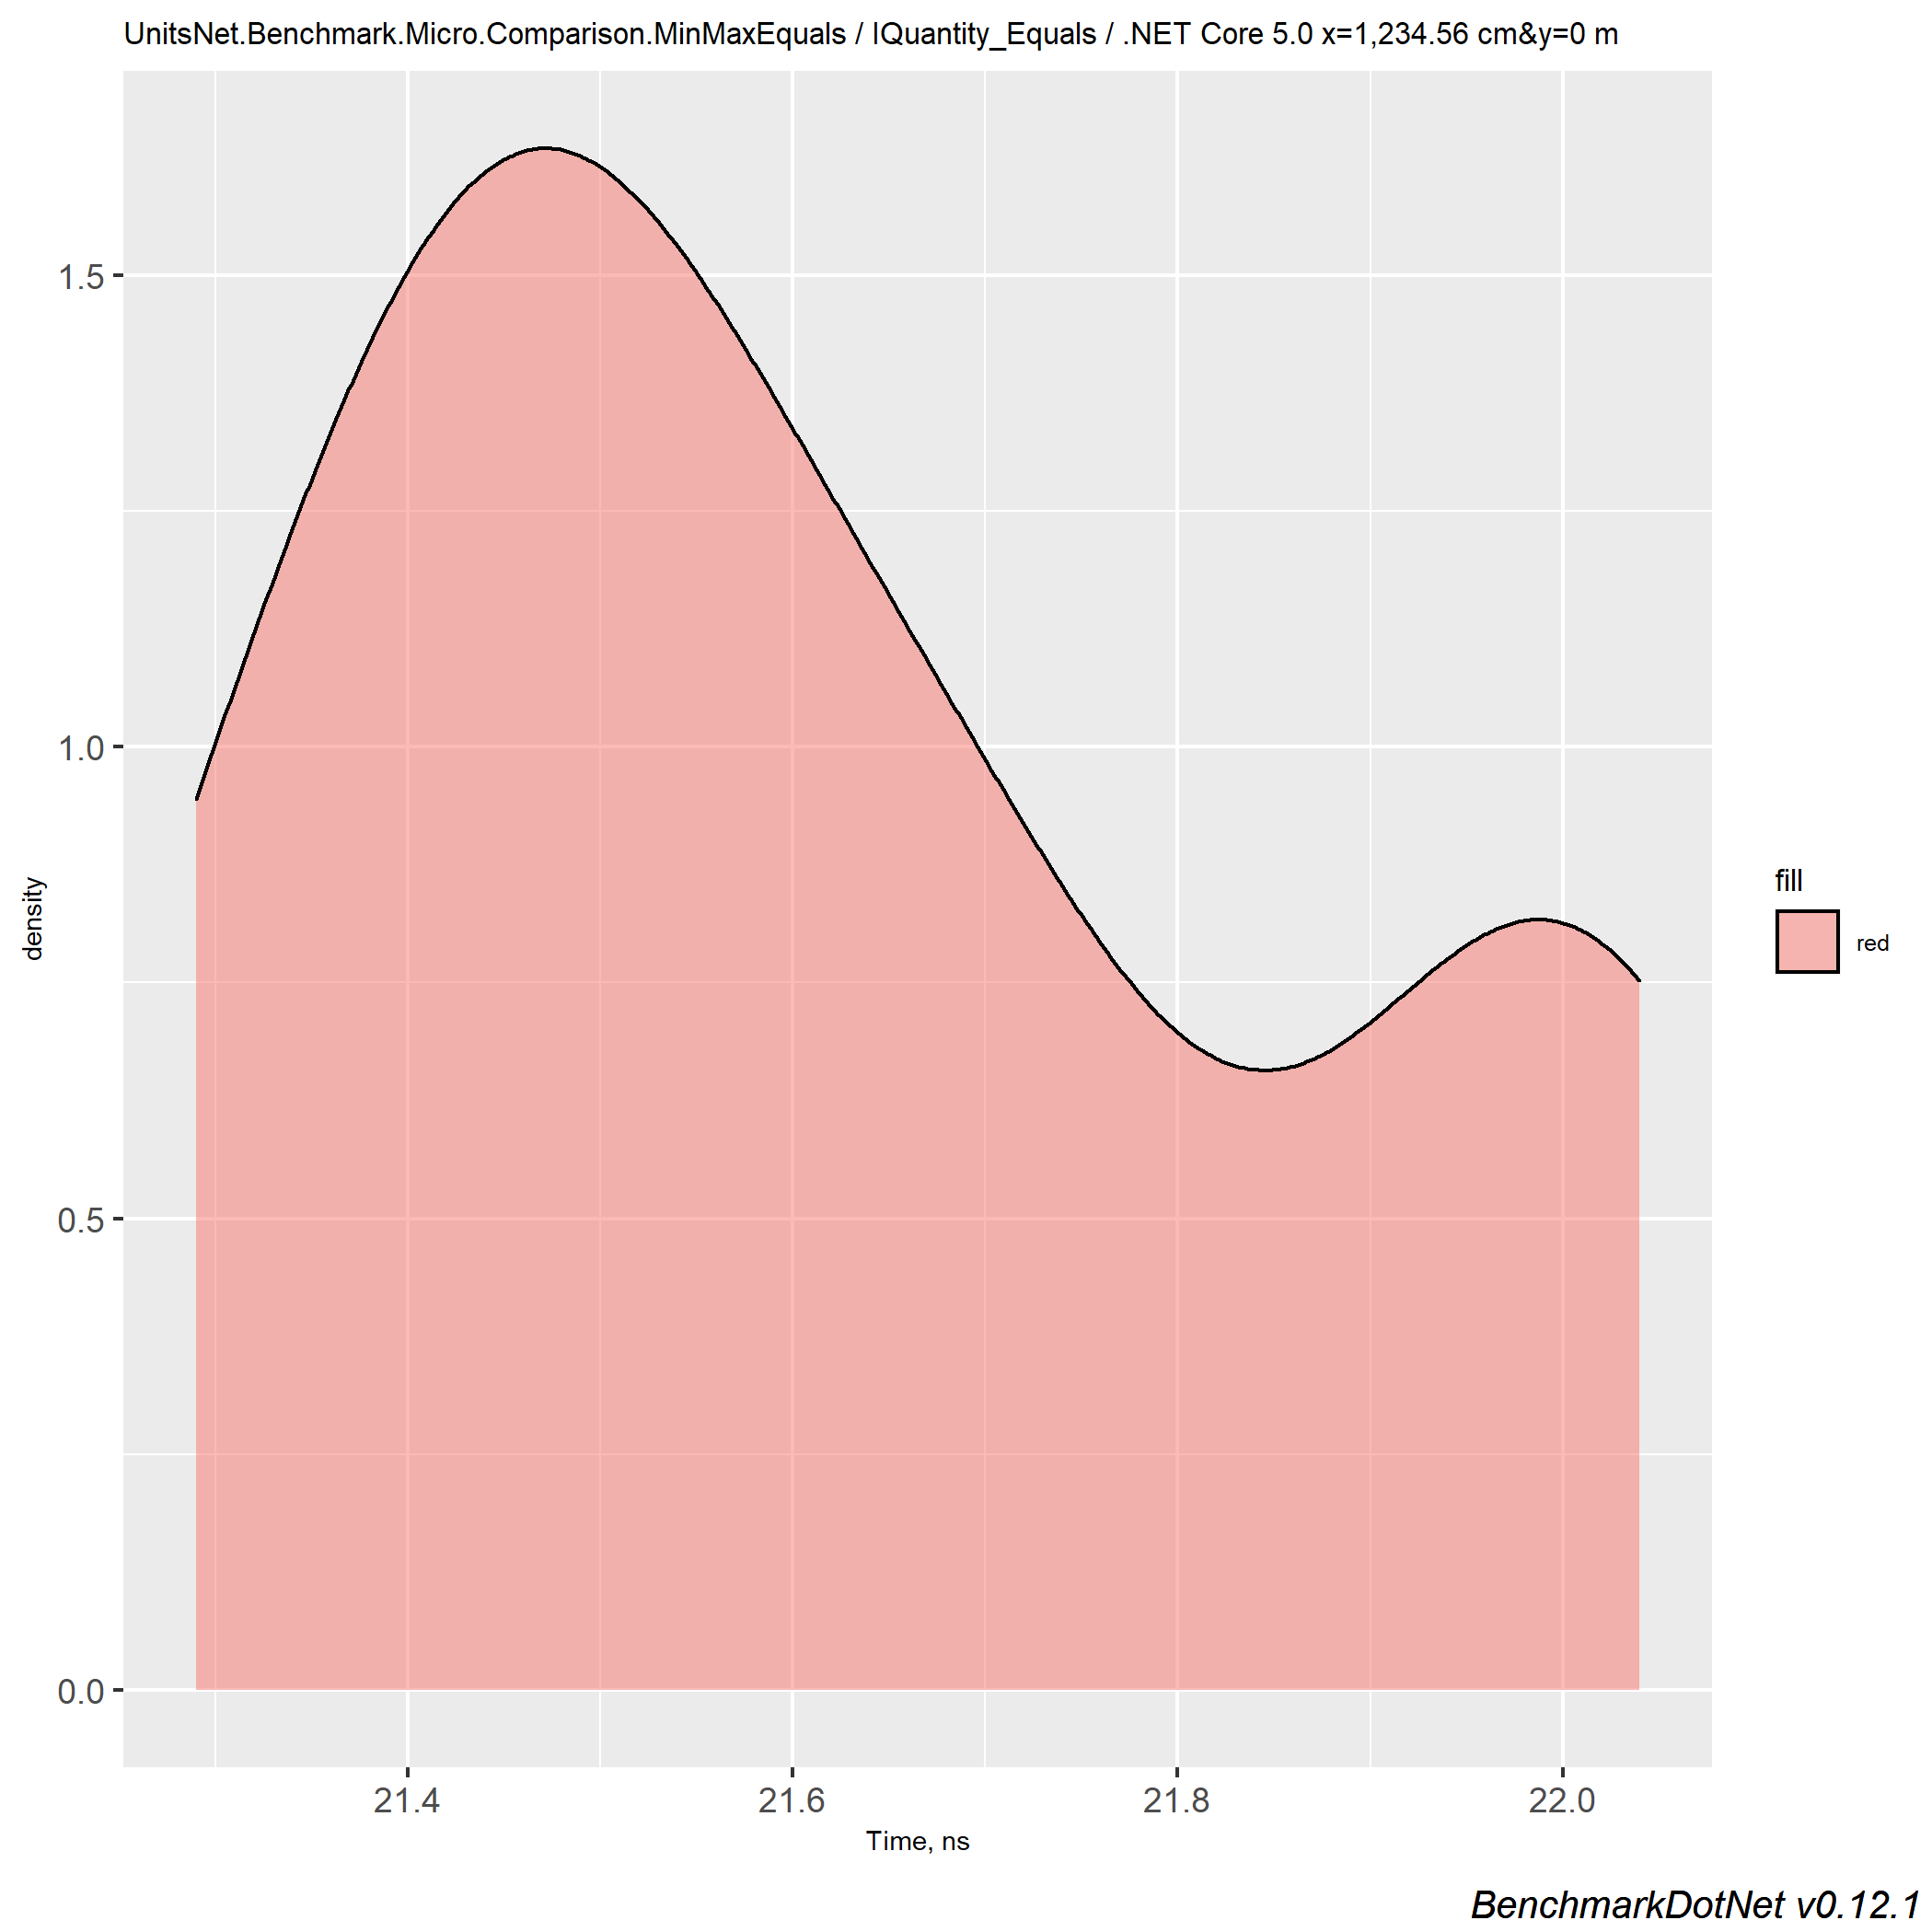 UnitsNet.Benchmark.Micro.Comparison.MinMaxEquals / IQuantity_Equals / .NET Core 5.0 x=1,234.56 cm&y=0 m
1.5
1.0
0.5
0.0
density
21.4 21.6 21.8 22.0
Time, ns
fill
red
BenchmarkDotNet v0.12.1